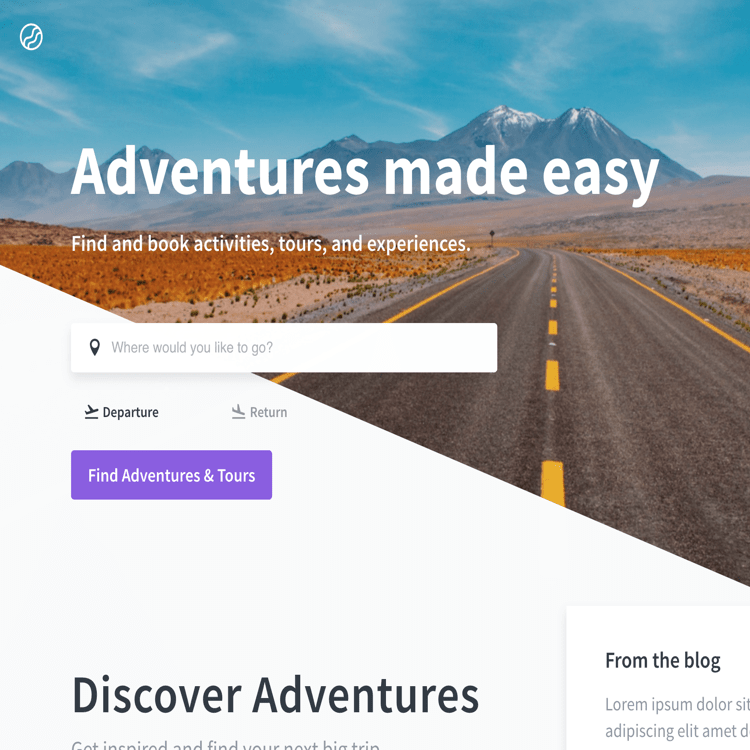 Adventures made easy
Find and book activities, tours, and experiences.
Where would you like to go?
Departure
Return
Find Adventures & Tours
From the blog
Discover Adventures
Lorem ipsum dolor sit
adipiscing elit amet d
Get inspired and find your next big trip